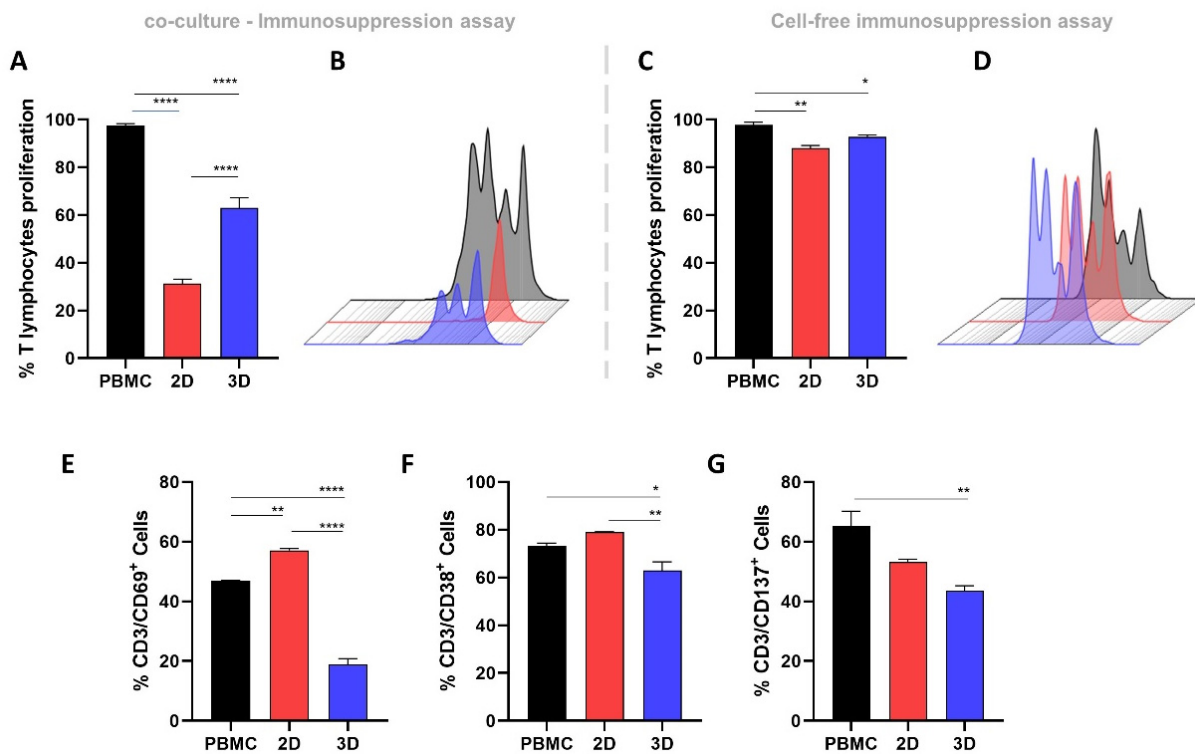 co-culture - Immunosuppression assay
Cell-free immunosuppression assay
A
B
C
D
% T lymphocytes proliferation
100
80
60
40
20
0
****
****
****
PBMC 2D 3D
% T lymphocytes proliferation
100
80
60
40
20
0
*
**
PBMC 2D 3D
E
F
G
% CD3/CD69+ Cells
80
60
40
20
0
****
**
****
PBMC 2D 3D
% CD3/CD38+ Cells
100
80
60
40
20
0
*
**
PBMC 2D 3D
% CD3/CD137+ Cells
80
60
40
20
0
**
PBMC 2D 3D